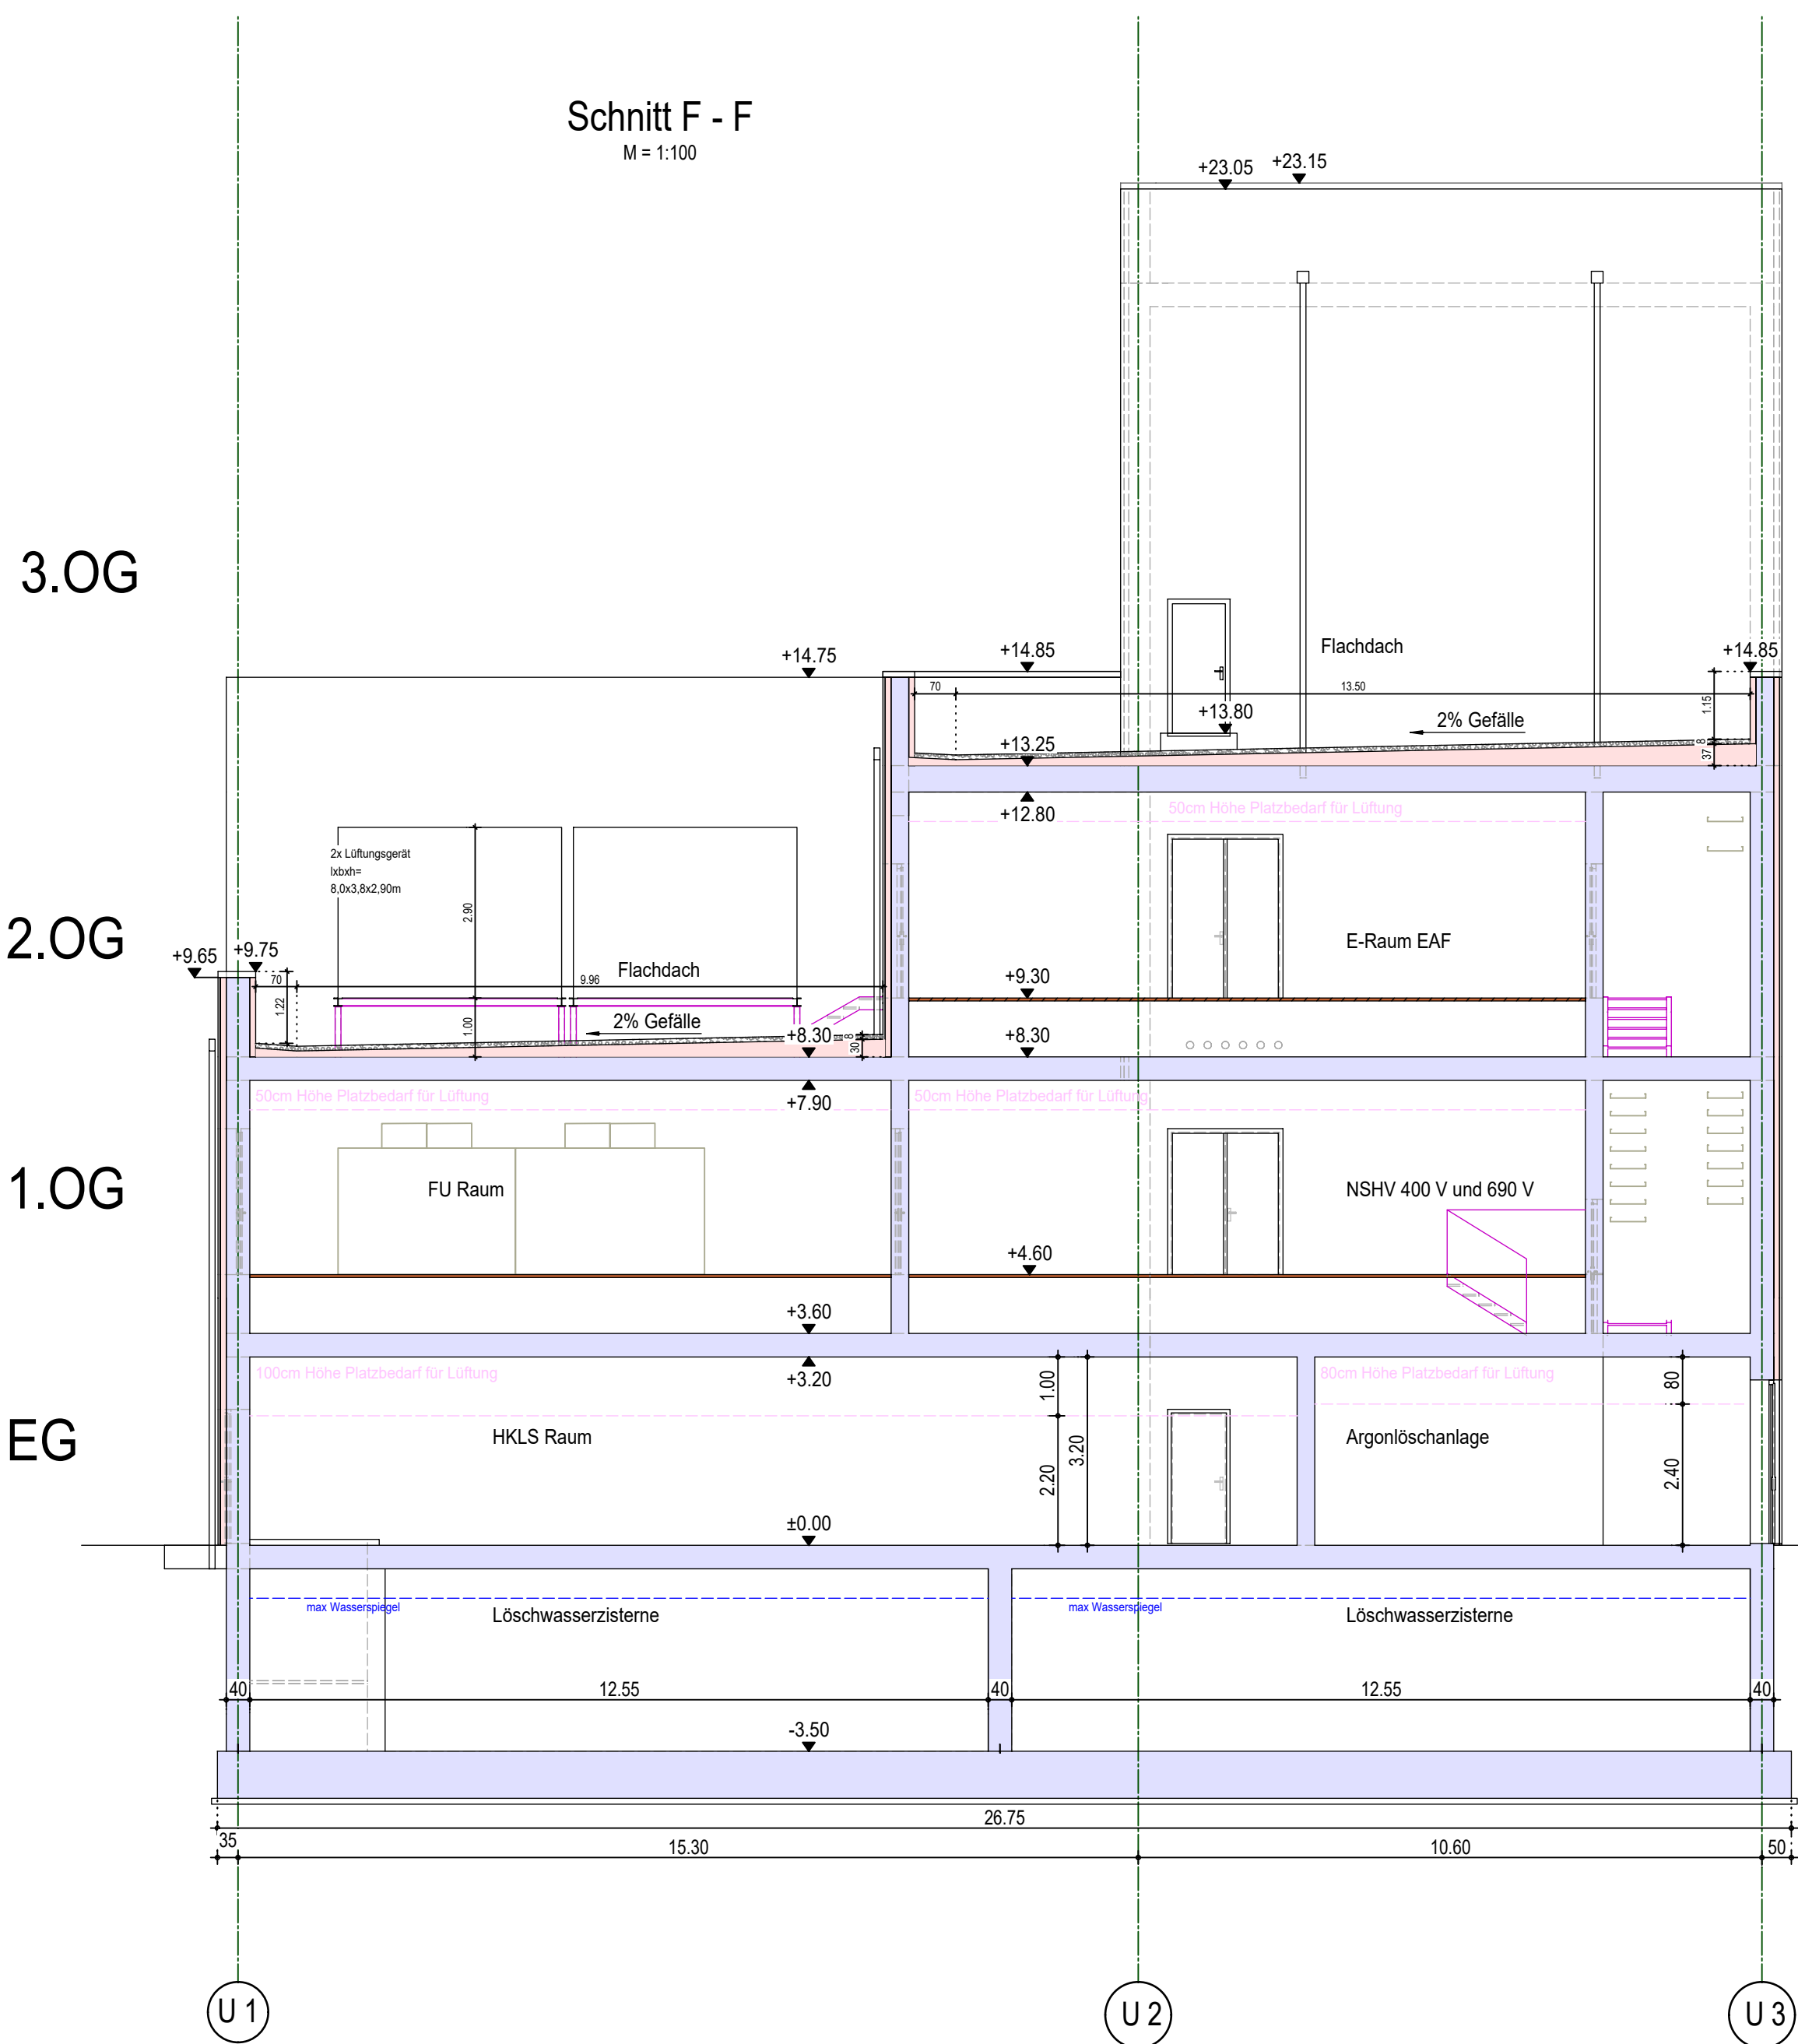 Schnitt F - F
M = 1:100
+23.05
+23.15
3.OG
+14.75
+14.85
Flachdach
+14.85
70
13.50
1.15
+13.80
2% Gefälle
+13.25
8
37
+12.80
50cm Höhe Platzbedarf für Lüftung
2x Lüftungsgerät
lxbxh=
8,0x3,8x2,90m
2.90
2.OG
E-Raum EAF
+9.65
+9.75
70
Flachdach
9.96
+9.30
1.22
1.00
2% Gefälle
+8.30
8
30
+8.30
50cm Höhe Platzbedarf für Lüftung
+7.90
50cm Höhe Platzbedarf für Lüftung
1.OG
FU Raum
NSHV 400 V und 690 V
+4.60
+3.60
100cm Höhe Platzbedarf für Lüftung
+3.20
1.00
80cm Höhe Platzbedarf für Lüftung
80
EG
HKLS Raum
3.20
2.20
Argonlöschanlage
2.40
±0.00
max Wasserspiegel
Löschwasserzisterne
max Wasserspiegel
Löschwasserzisterne
40
12.55
40
12.55
40
-3.50
26.75
35
15.30
10.60
50
U 1
U 2
U 3